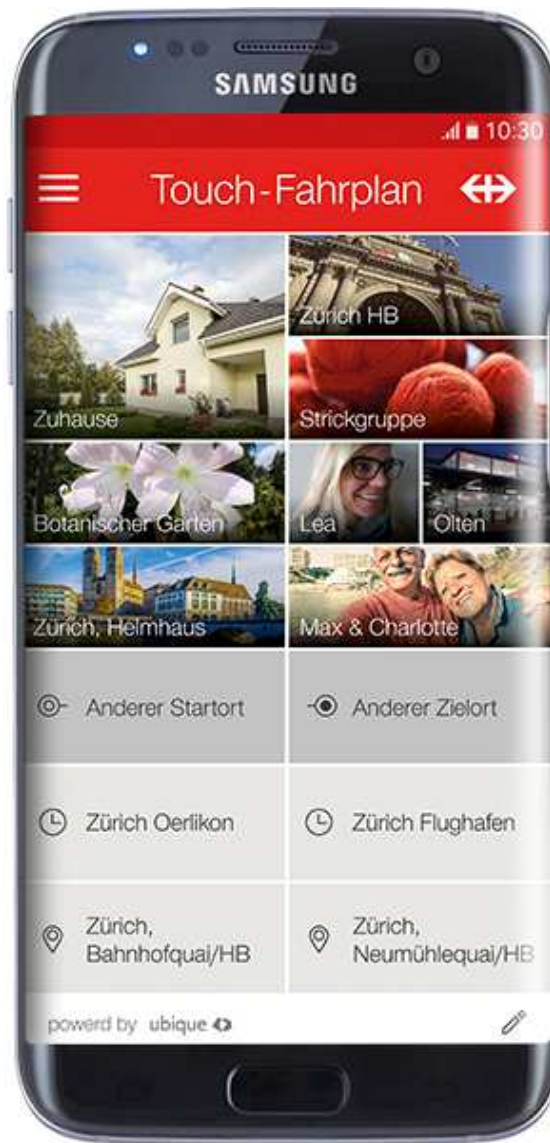 SAMSUNG
10:30
Touch-Fahrplan
Zürich HB
Zuhause
Strickgruppe
Botanischer Garten
Lea
Olten
Zürich, Helmhaus
Max & Charlotte
Anderer Startort
Anderer Zielort
Zürich Oerlikon
Zürich Flughafen
Zürich,
Bahnhofquai/HB
Zürich,
Neumühlequai/HB
powerd by ubique